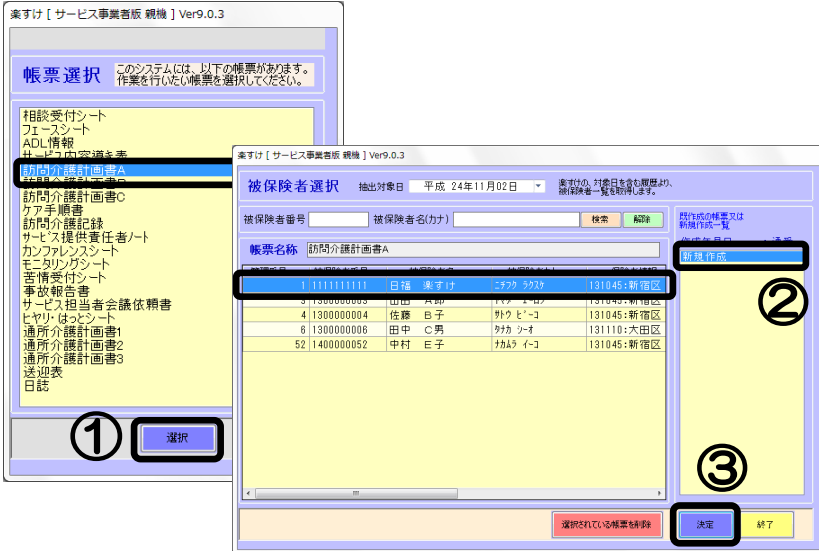 楽すけ [ サービス事業者版 親機 ] Ver9.0.3
帳票選択
このシステムには、以下の帳票があります。
作業を行いたい帳票を選択してください。
相談受付シート
フェースシート
ADL情報
サービス内容導き表
訪問介護計画書A
訪問介護計画書C
ケア手順書
訪問介護記録
サービス提供責任者ノート
カンファレンスシート
モニタリングシート
苦情受付シート
事故報告書
サービス担当者会議依頼書
ヒヤリ・はっとシート
通所介護計画書1
通所介護計画書2
通所介護計画書3
送迎表
日誌
①
選択
楽すけ [ サービス事業者版 親機 ] Ver9.0.3
被保険者選択 抽出対象日 平成 24年11月02日
楽すけの、対象日を含む履歴より、
被保険者一覧を取得します。
被保険者番号 被保険者名(カナ) 検索 解除
帳票名称 訪問介護計画書A
1 1111111111 日福 楽すけ ニチフク ラクスケ 131045:新宿区
4 1300000004 佐藤 B子 サトウ ビーコ 131045:新宿区
6 1300000006 田中 C男 タナカ シーオ 131110:大田区
52 1400000052 中村 E子 ナカムラ イーコ 131045:新宿区
既作成の帳票又は
新規作成一覧
新規作成
②
③
選択されている帳票を削除
決定
終了